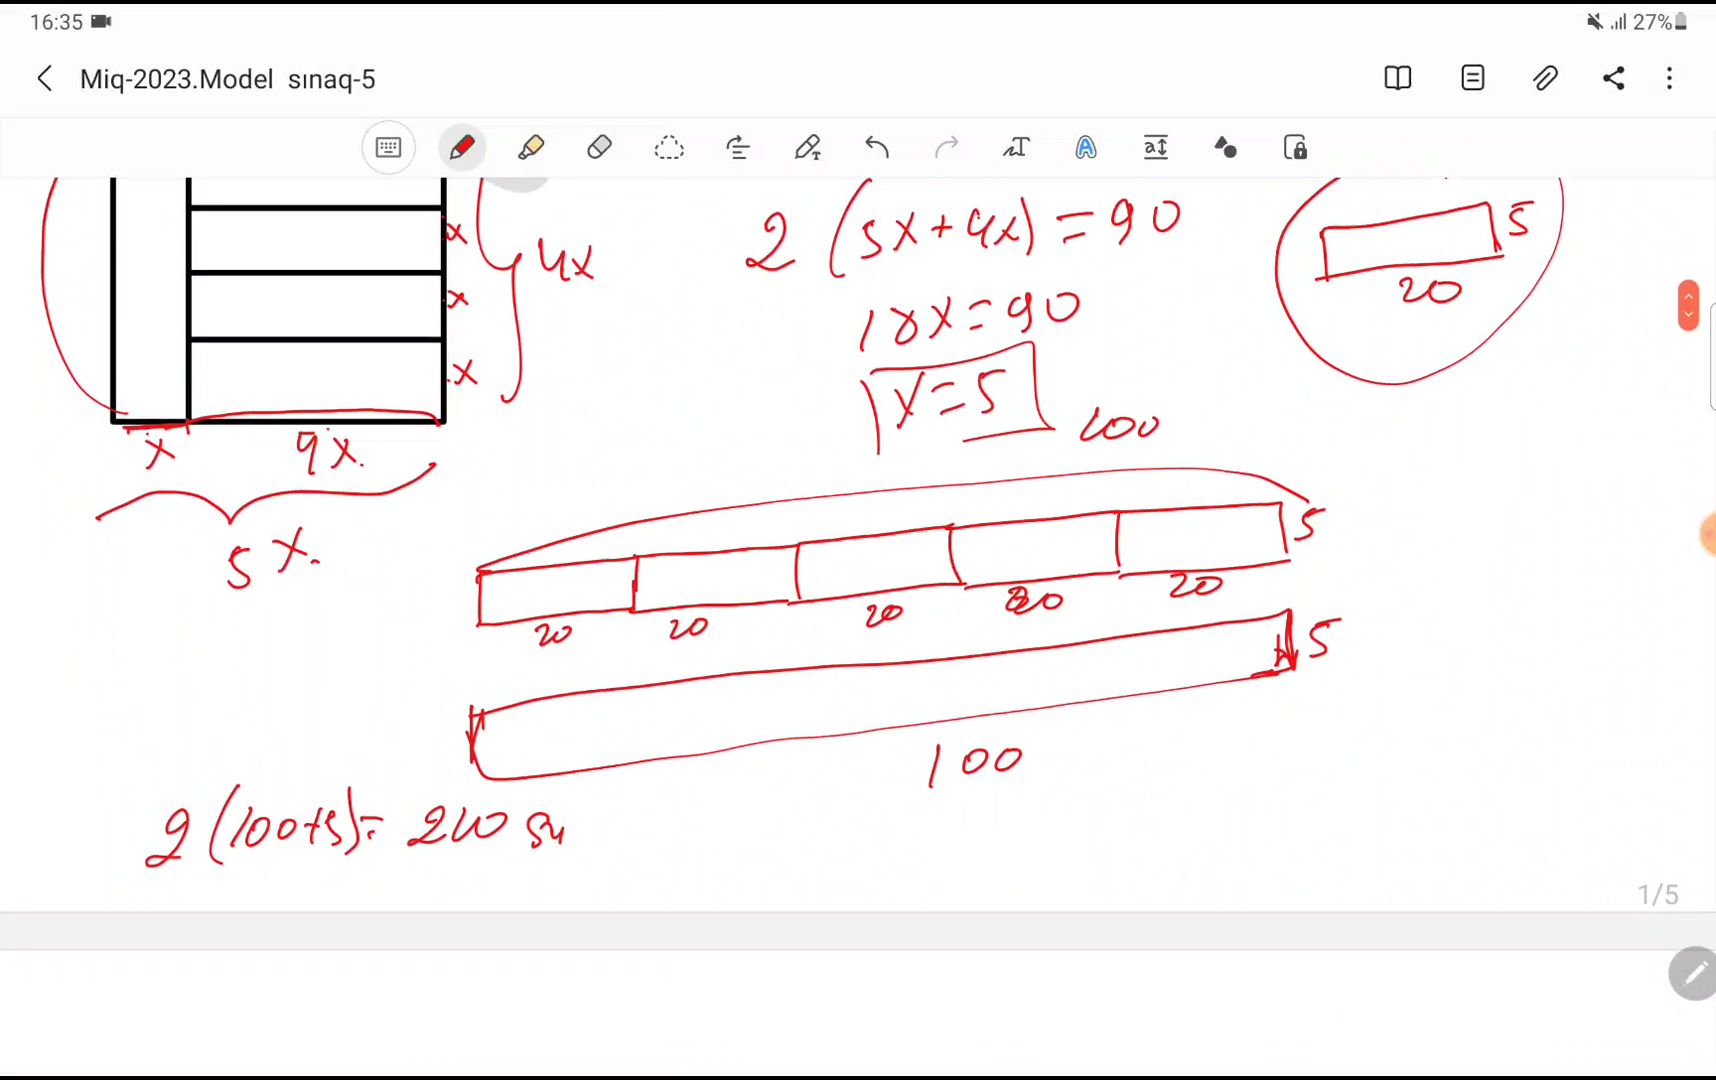 16:35
27%
Miq-2023.Model sınaq-5
x
x
x
4x
2 (5x+4x) = 90
18x = 90
x = 5
5
20
x
4x.
5x.
100
5
20
20
20
20
20
5
100
2 (100+5) = 210 sm
1/5